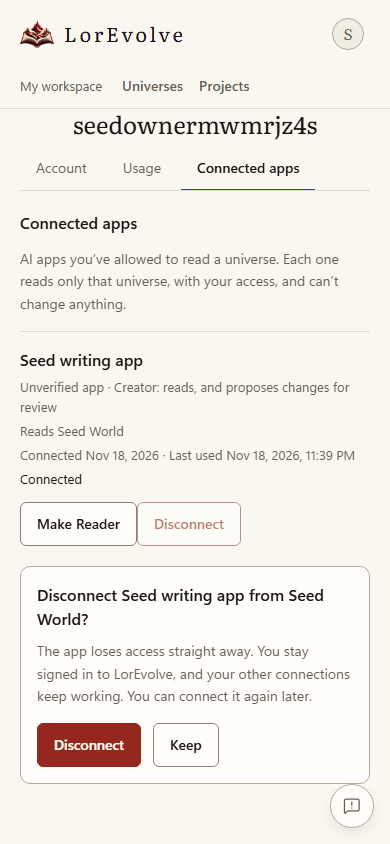 LorEvolve
S
My workspace Universes Projects
seedownermwmrjz4s
Account Usage Connected apps
Connected apps
AI apps you’ve allowed to read a universe. Each one
reads only that universe, with your access, and can’t
change anything.
Seed writing app
Unverified app · Creator: reads, and proposes changes for
review
Reads Seed World
Connected Nov 18, 2026 · Last used Nov 18, 2026, 11:39 PM
Connected
Make Reader Disconnect
Disconnect Seed writing app from Seed
World?
The app loses access straight away. You stay
signed in to LorEvolve, and your other connections
keep working. You can connect it again later.
Disconnect Keep